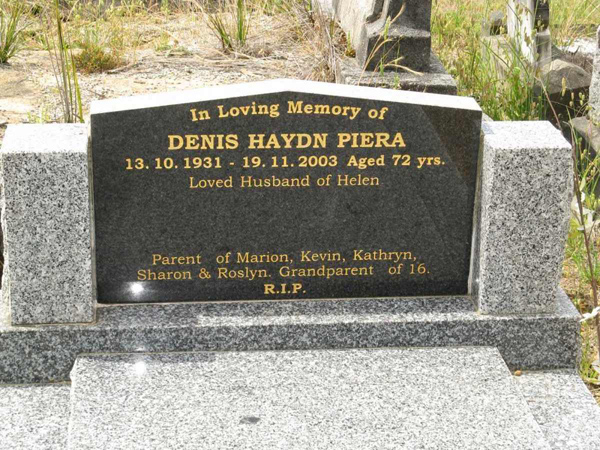 In Loving Memory of
DENIS HAYDN PIERA
13. 10. 1931 - 19. 11. 2003 Aged 72 yrs.
Loved Husband of Helen
Parent of Marion, Kevin, Kathryn,
Sharon & Roslyn. Grandparent of 16.
R.I.P.